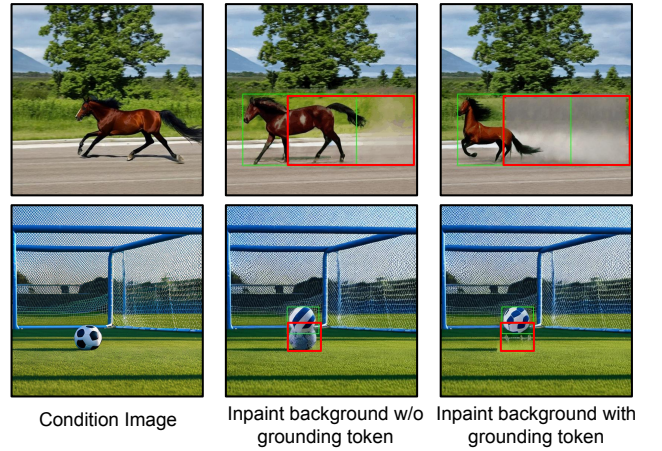 Condition Image
Inpaint background w/o
grounding token
Inpaint background with
grounding token